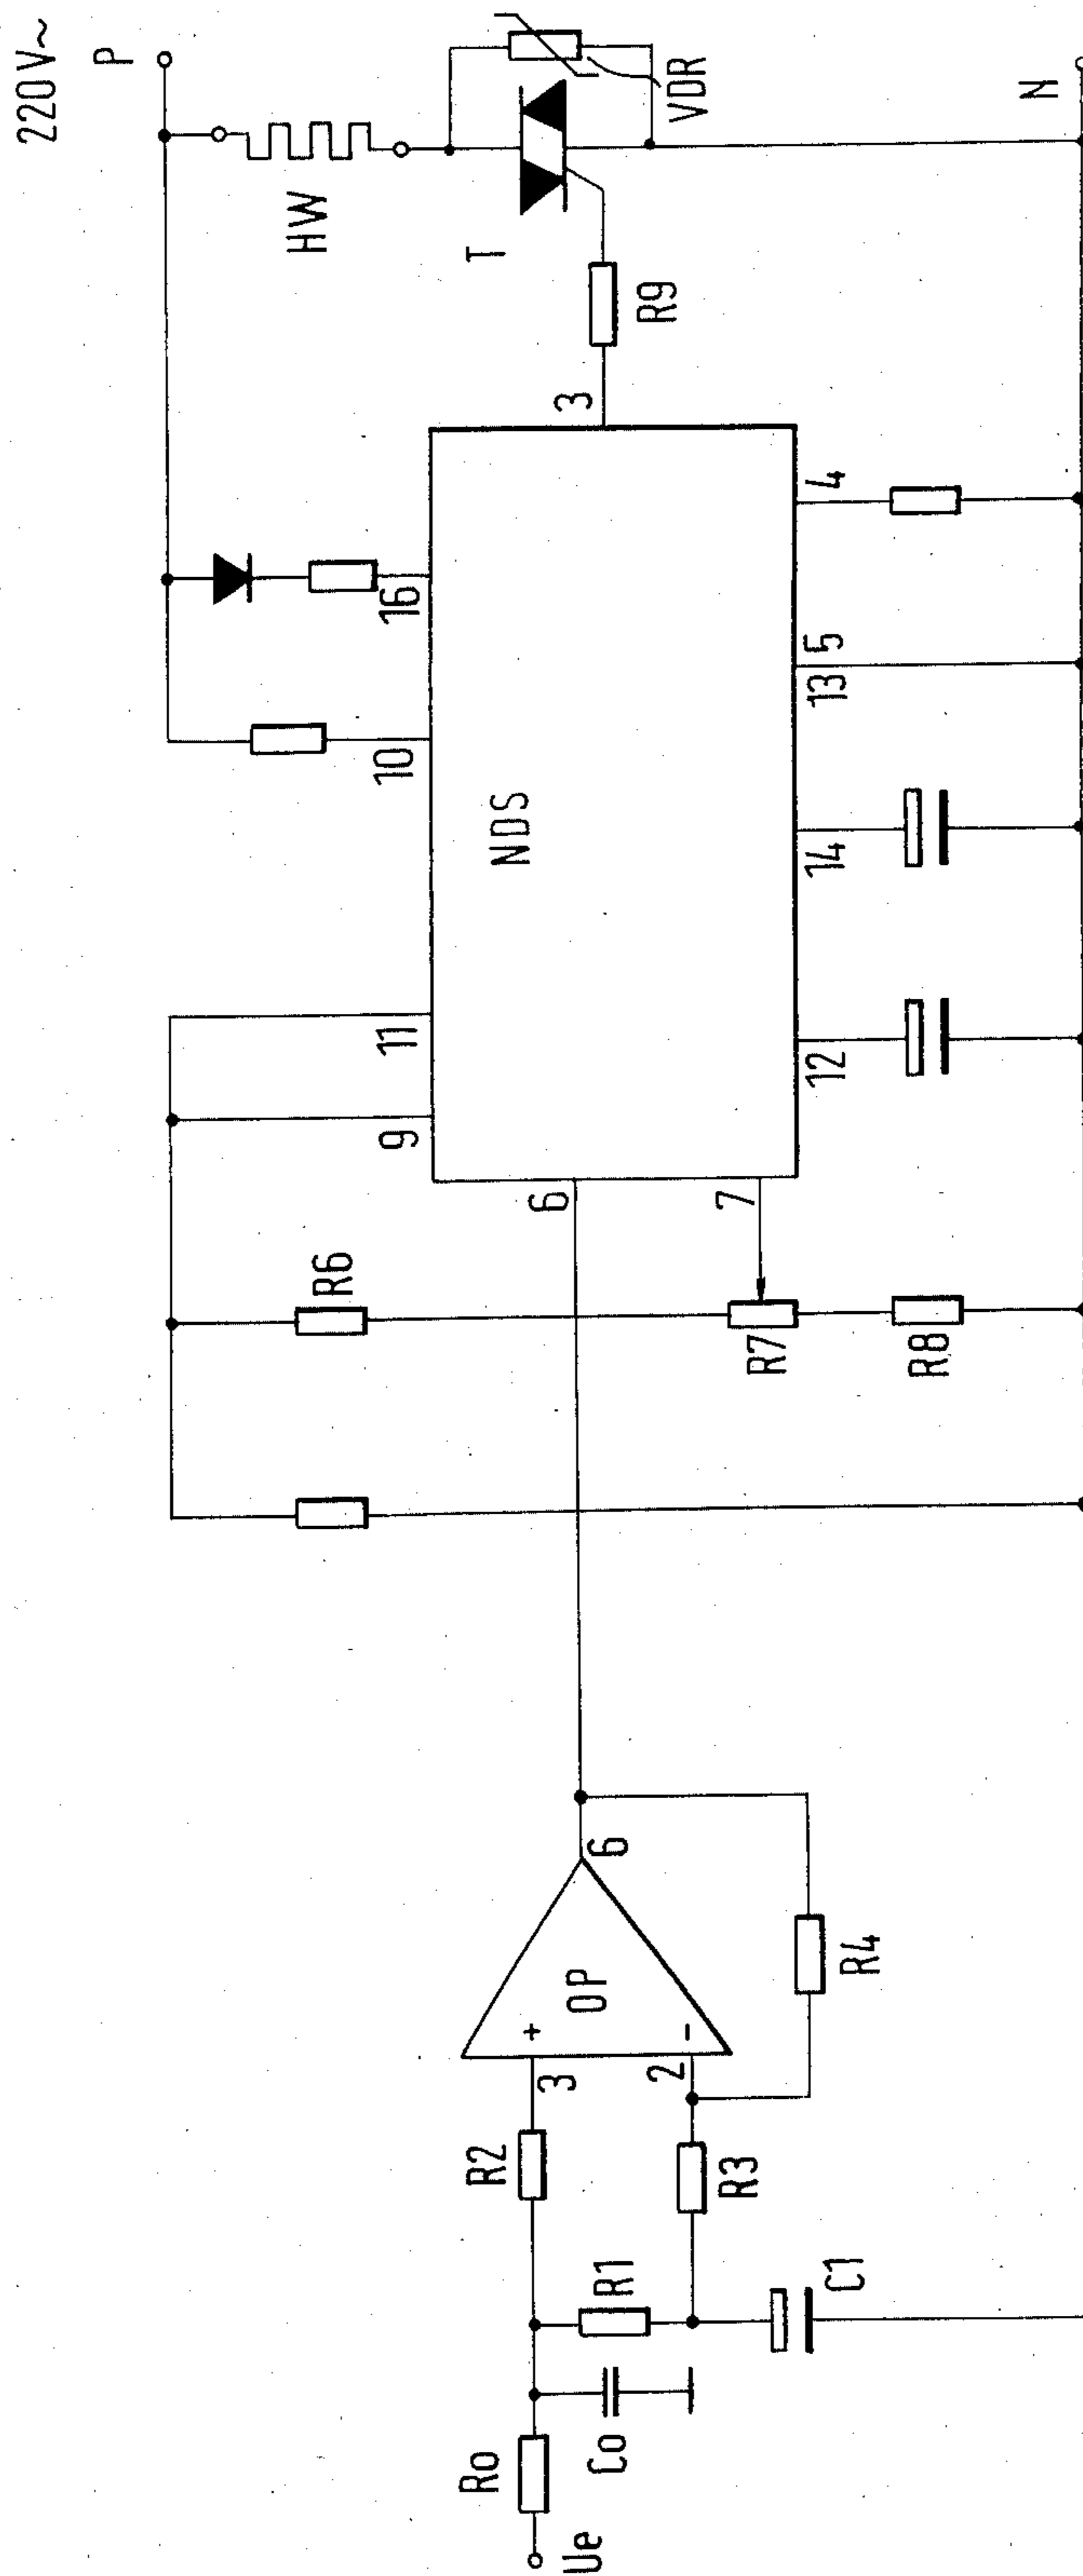 220V~
P
HW
T
VDR
N
R9
3
16
10
4
5
13
14
12
NDS
11
9
6
7
R6
R7
R8
6
OP
+
-
3
2
R4
R2
R3
R1
C1
Ro
Co
Ue